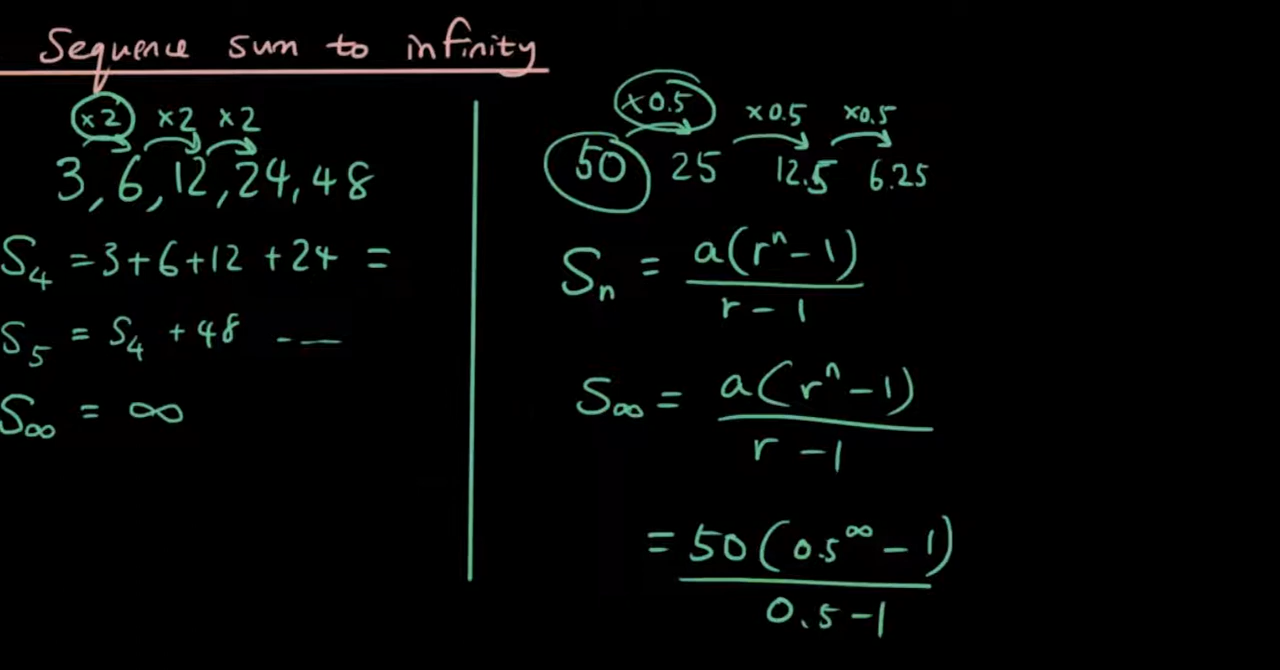 Sequence sum to infinity
×2 ×2 ×2
3, 6, 12, 24, 48
S₄ = 3+6+12 +24 =
S₅ = S₄ + 48 - —
S∞ = ∞
×0.5 ×0.5 ×0.5
50 25 12.5 6.25
Sₙ = a(rⁿ - 1)
r - 1
S∞ = a(rⁿ - 1)
r - 1
= 50(0.5^∞ - 1)
0.5 - 1